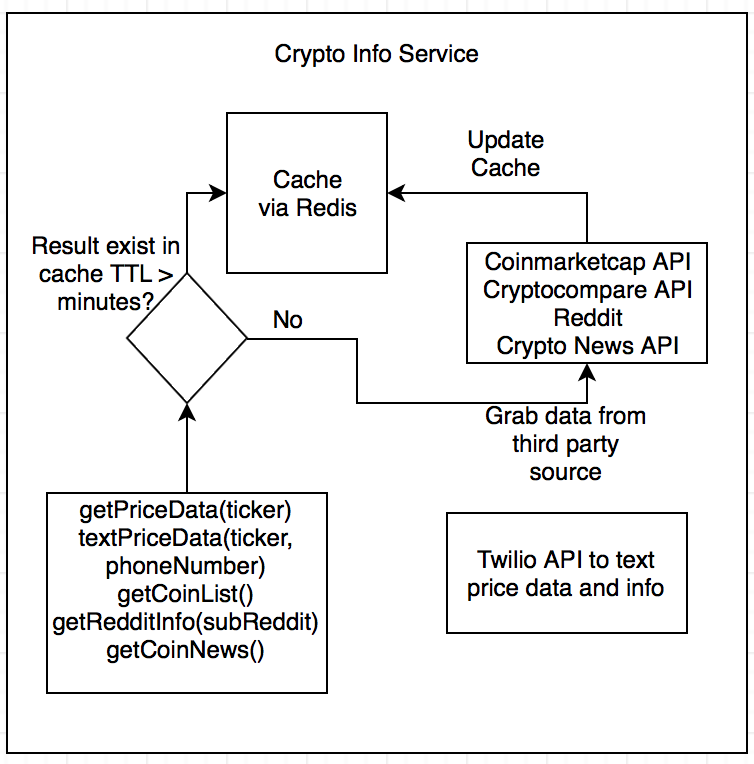 Crypto Info Service
Update
Cache
Cache
via Redis
Result exist in
cache TTL >
minutes?
Coinmarketcap API
Cryptocompare API
Reddit
Crypto News API
No
Grab data from
third party
source
getPriceData(ticker)
textPriceData(ticker,
phoneNumber)
getCoinList()
getRedditInfo(subReddit)
getCoinNews()
Twilio API to text
price data and info